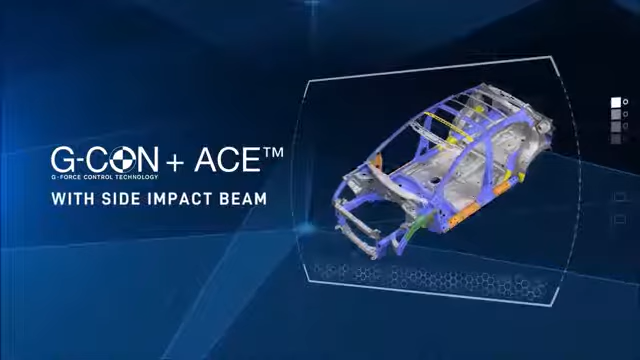 G-CON + ACE™
G-FORCE CONTROL TECHNOLOGY
WITH SIDE IMPACT BEAM